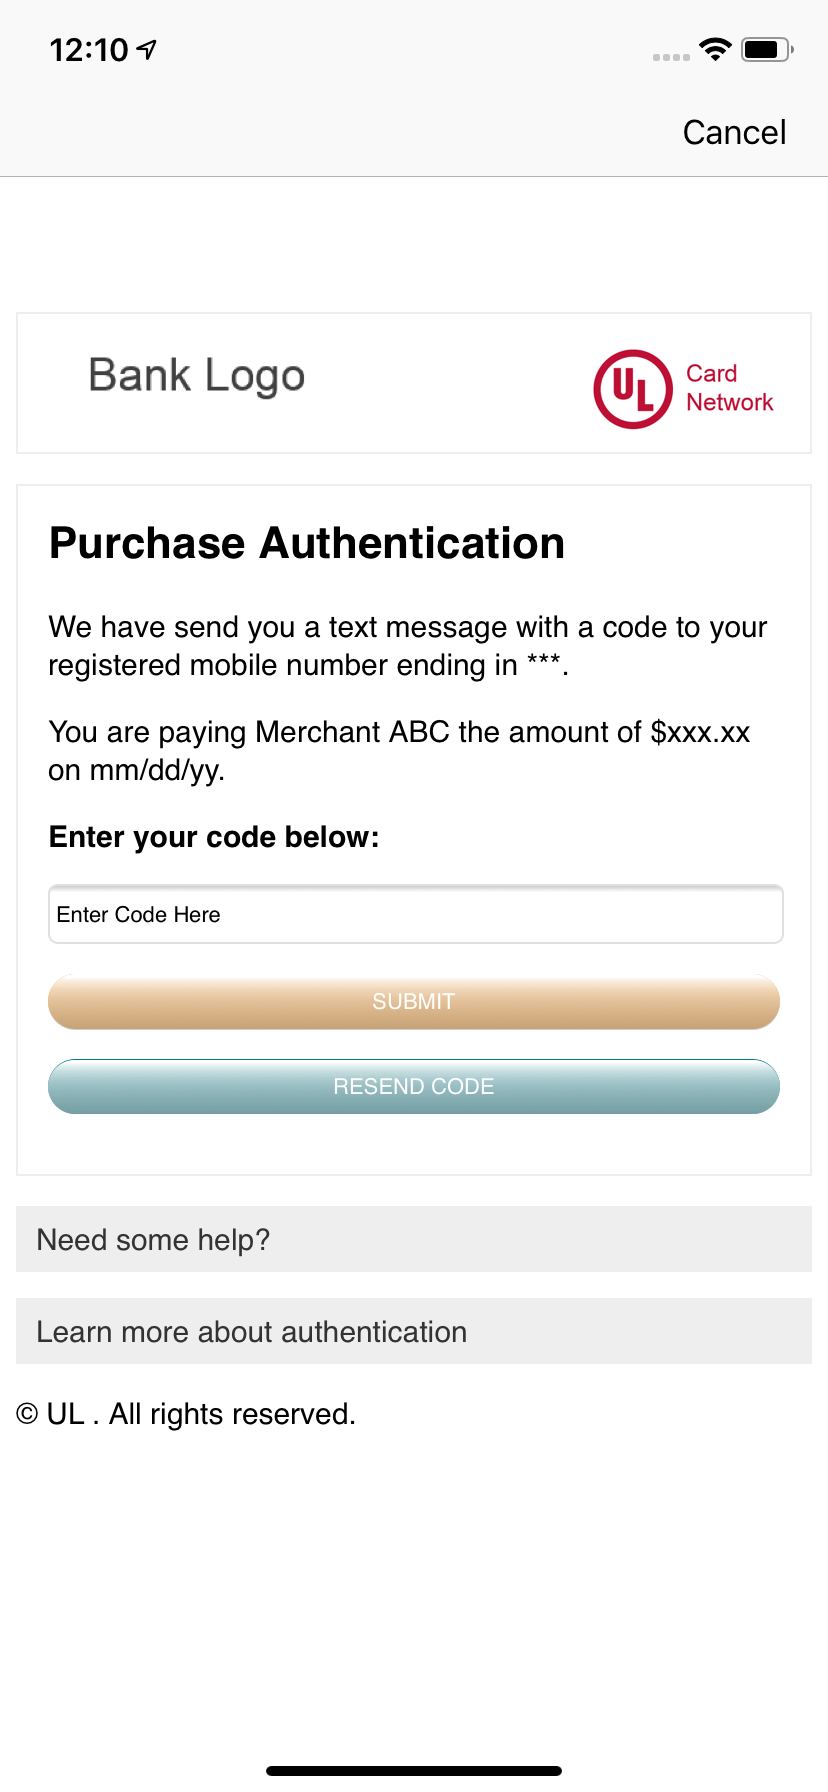 12:10
Cancel
Bank Logo
UL
Card
Network
Purchase Authentication
We have send you a text message with a code to your
registered mobile number ending in ***.
You are paying Merchant ABC the amount of $xxx.xx
on mm/dd/yy.
Enter your code below:
Enter Code Here
SUBMIT
RESEND CODE
Need some help?
Learn more about authentication
© UL . All rights reserved.